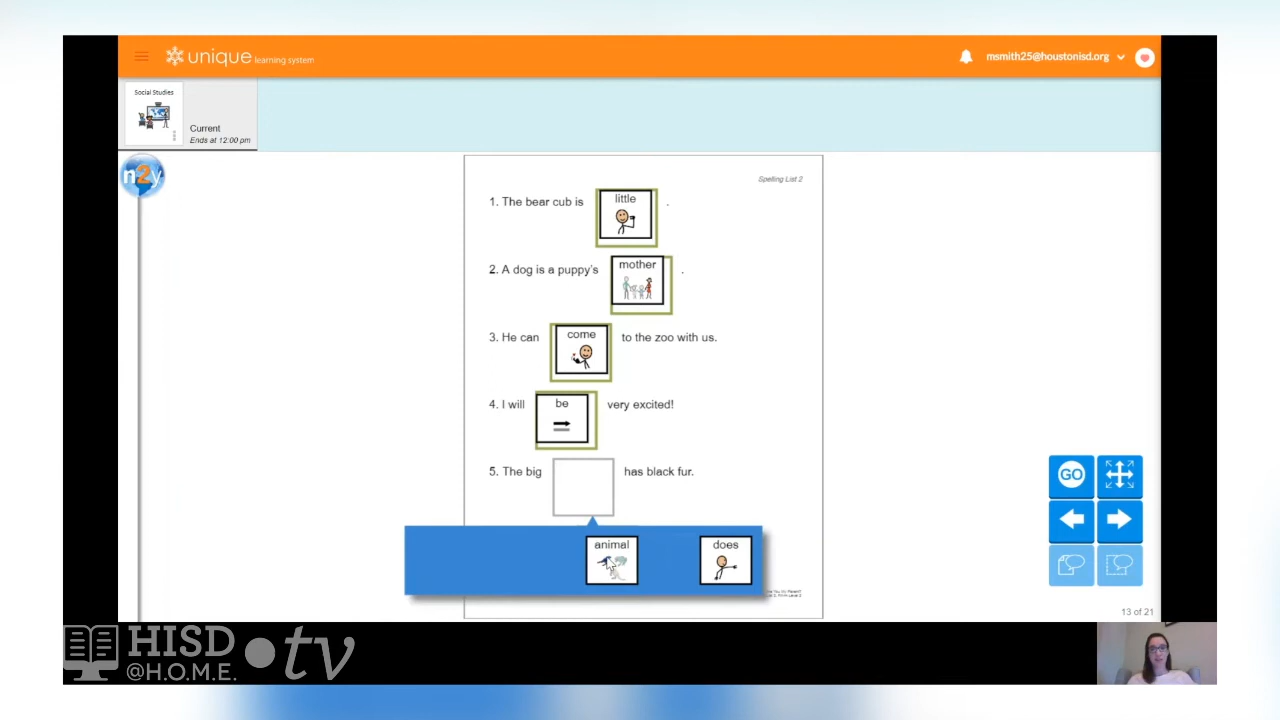 unique learning system
msmith25@houstonisd.org
Social Studies
Current
Ends at 12:00 pm
n2y
Spelling List 2
1. The bear cub is little .
2. A dog is a puppy's mother .
3. He can come to the zoo with us.
4. I will be very excited!
5. The big has black fur.
animal does
GO
13 of 21
HISD
@H.O.M.E.
tv